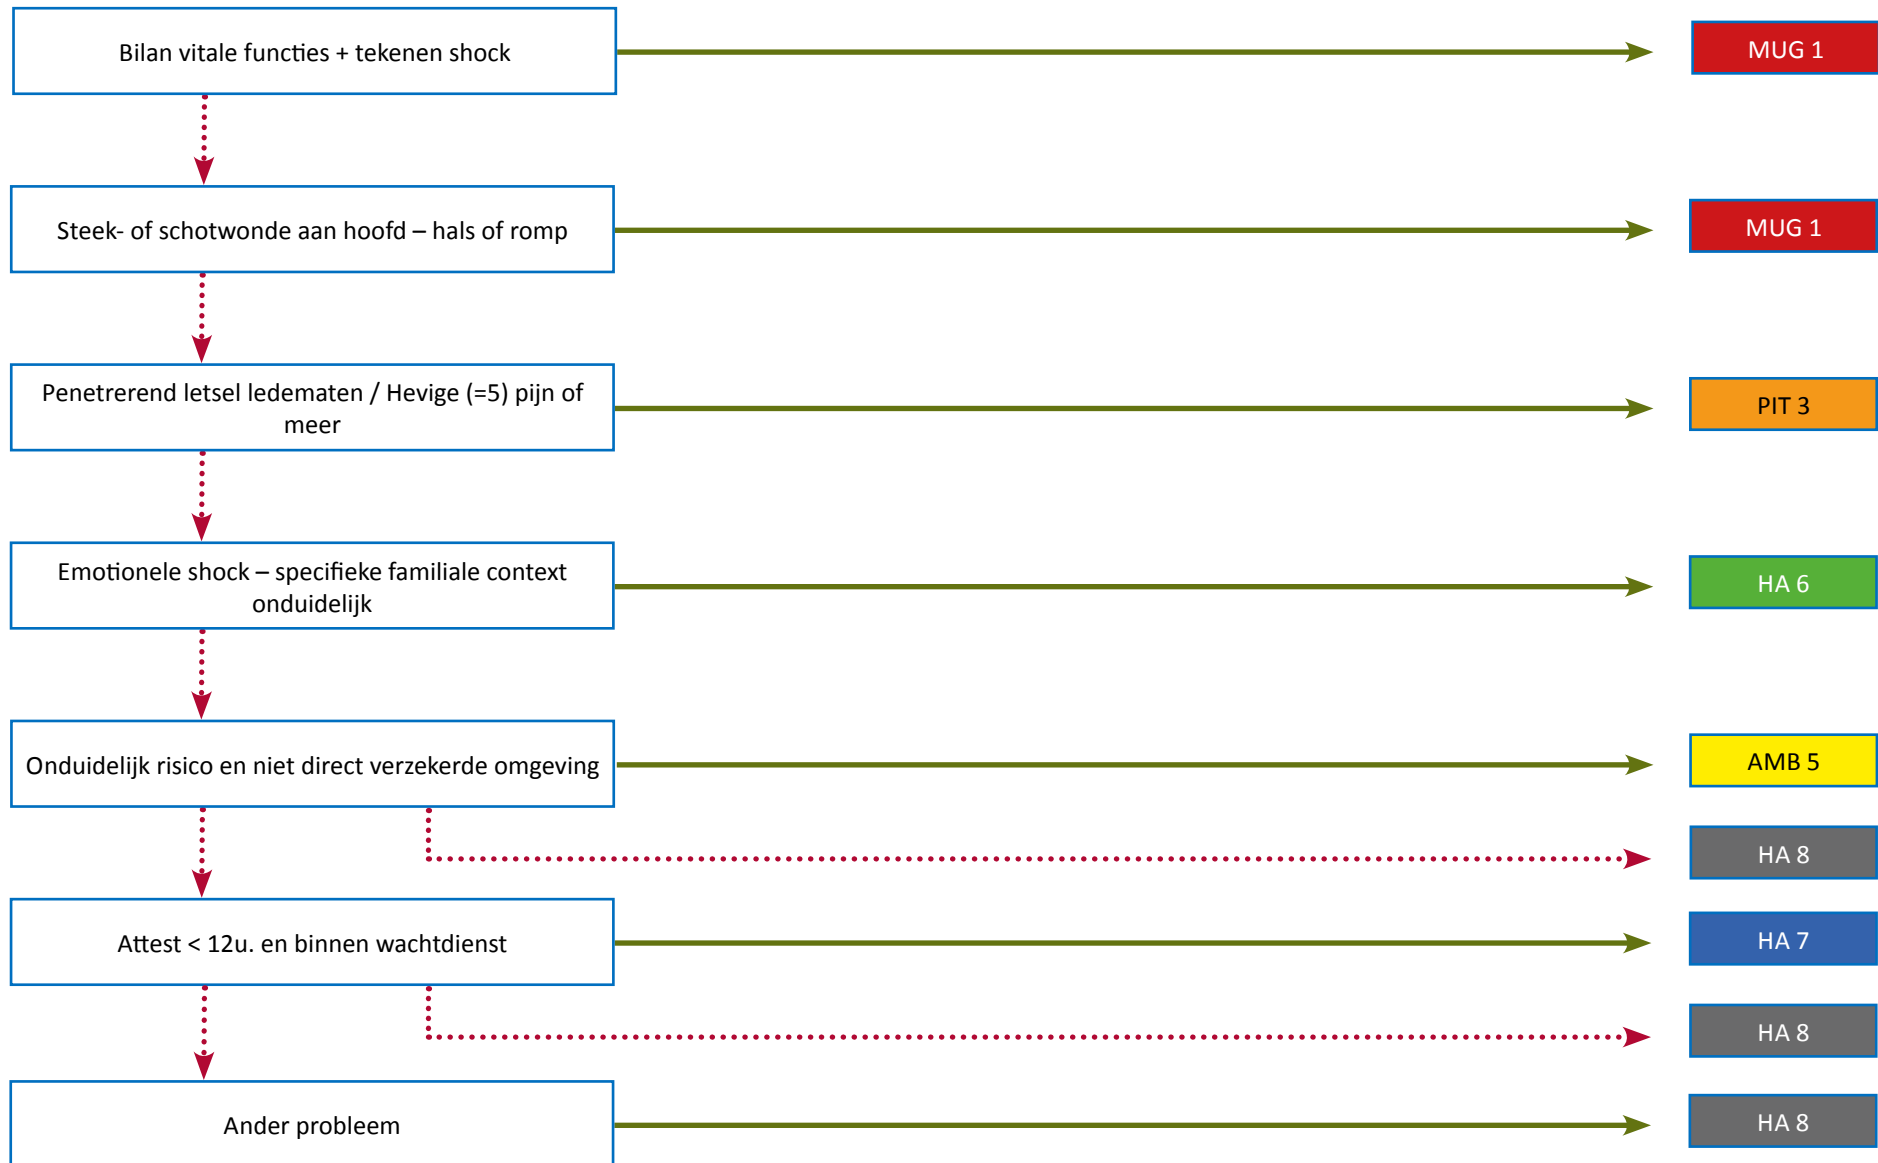 Bilan vitale functies + tekenen shock
MUG 1
Steek- of schotwonde aan hoofd – hals of romp
MUG 1
Penetrerend letsel ledematen / Hevige (=5) pijn of
meer
PIT 3
Emotionele shock – specifieke familiale context
onduidelijk
HA 6
Onduidelijk risico en niet direct verzekerde omgeving
AMB 5
HA 8
Attest < 12u. en binnen wachtdienst
HA 7
HA 8
Ander probleem
HA 8